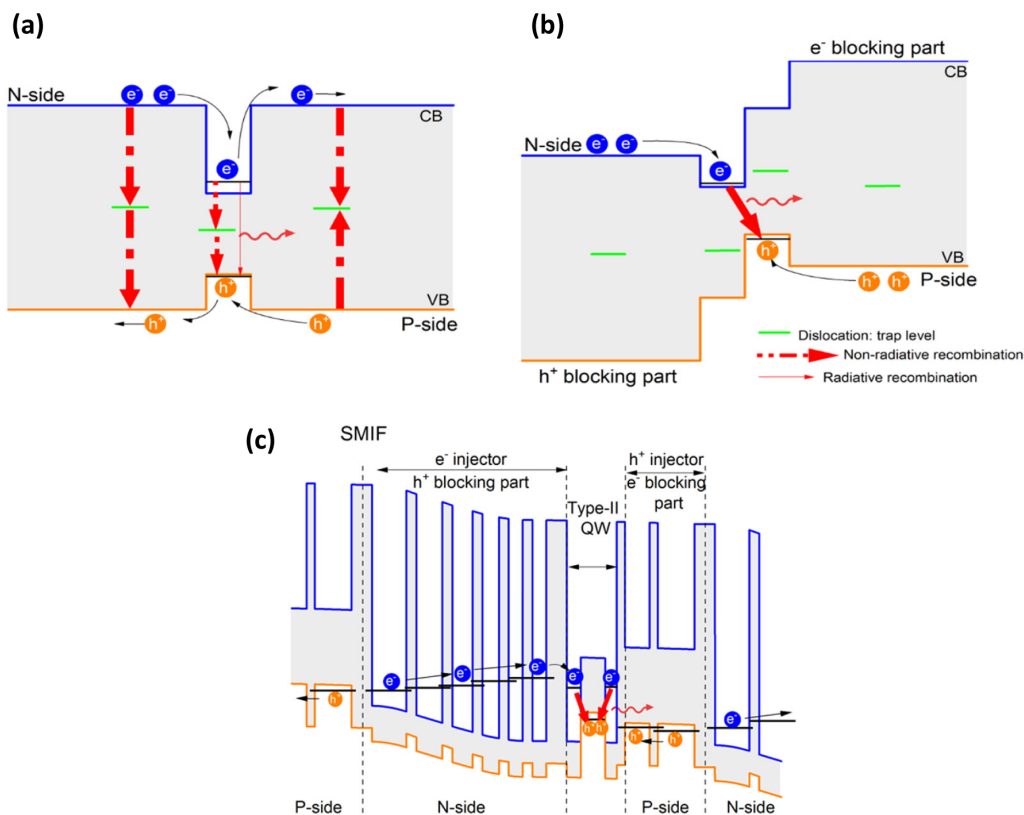 (a)
N-side
e⁻ e⁻
e⁻
CB
e⁻
h⁺
VB
h⁺
h⁺
P-side
(b)
e⁻ blocking part
CB
N-side
e⁻ e⁻
e⁻
h⁺
VB
P-side
h⁺ h⁺
h⁺ blocking part
Dislocation: trap level
Non-radiative recombination
Radiative recombination
(c)
SMIF
e⁻ injector
h⁺ blocking part
Type-II
QW
h⁺ injector
e⁻ blocking
part
e⁻
e⁻
e⁻
e⁻
e⁻
h⁺
h⁺ h⁺
h⁺
h⁺
e⁻
P-side
N-side
P-side
N-side